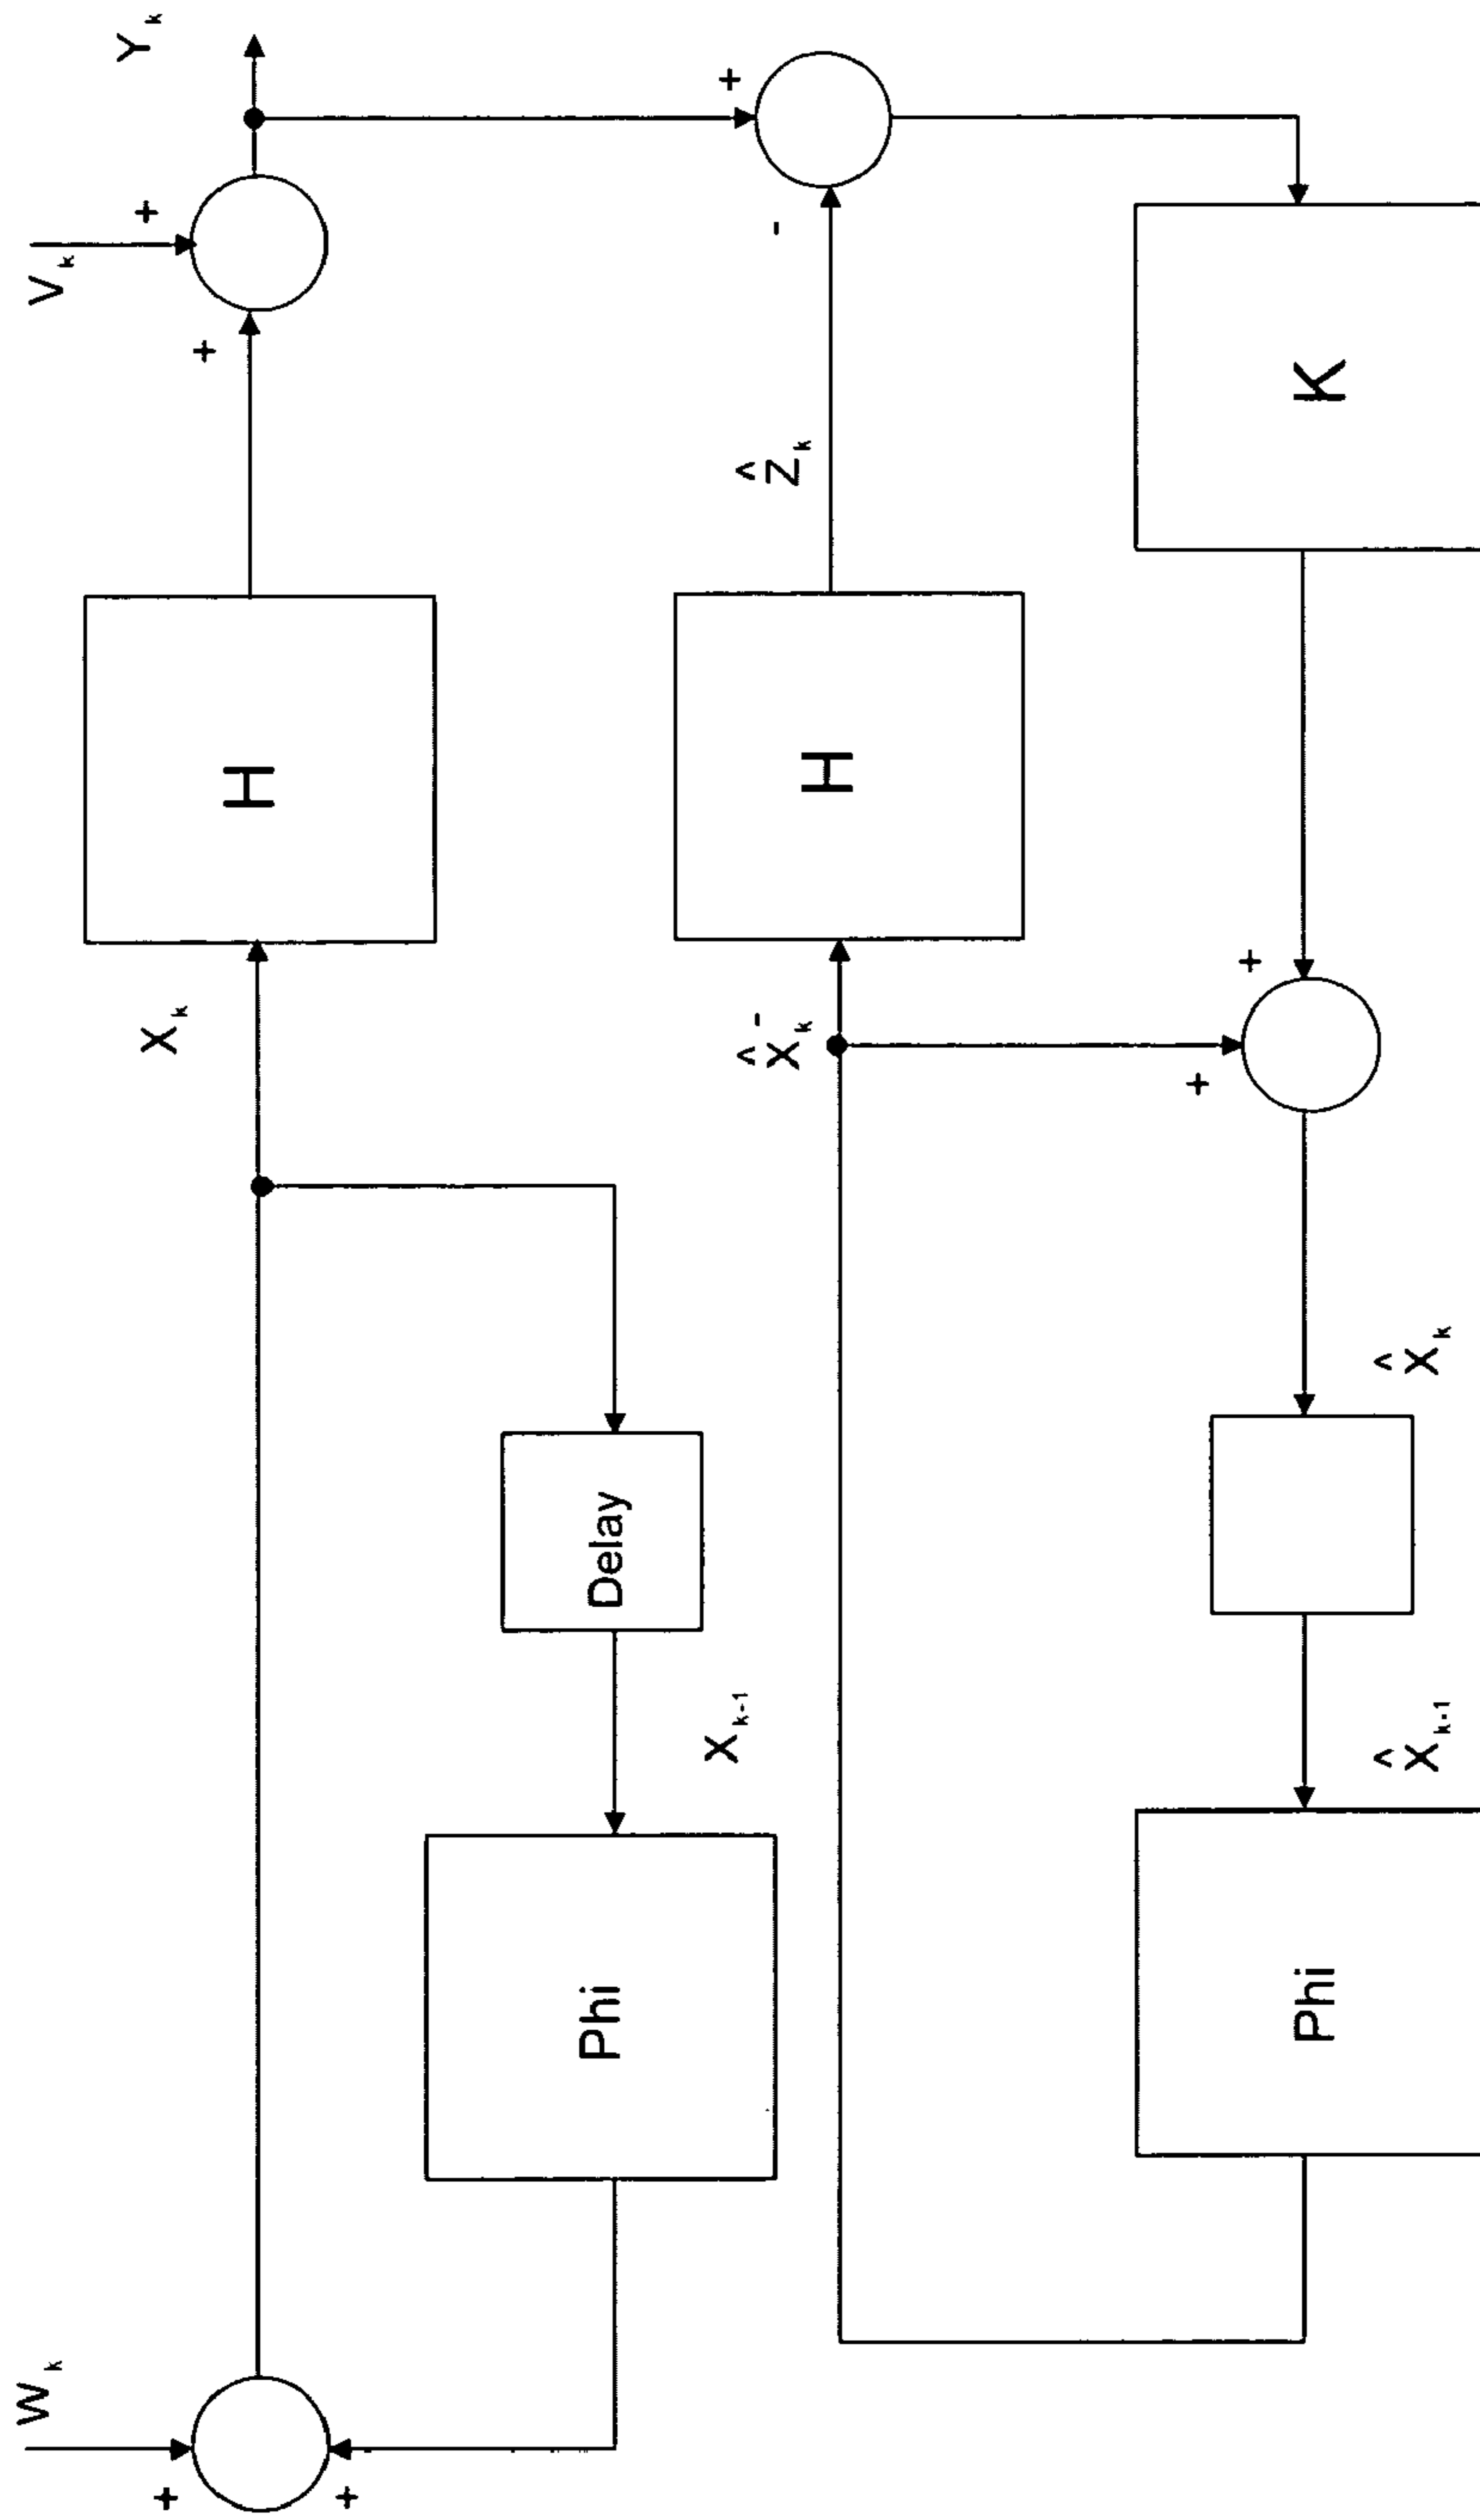 W k
+
+
X k
H
+
V k
+
Y k
Phi
X k-1
Delay
^ -
X k
H
^
Z k
-
+
Phi
^
X k-1
^
X k
+
+
K